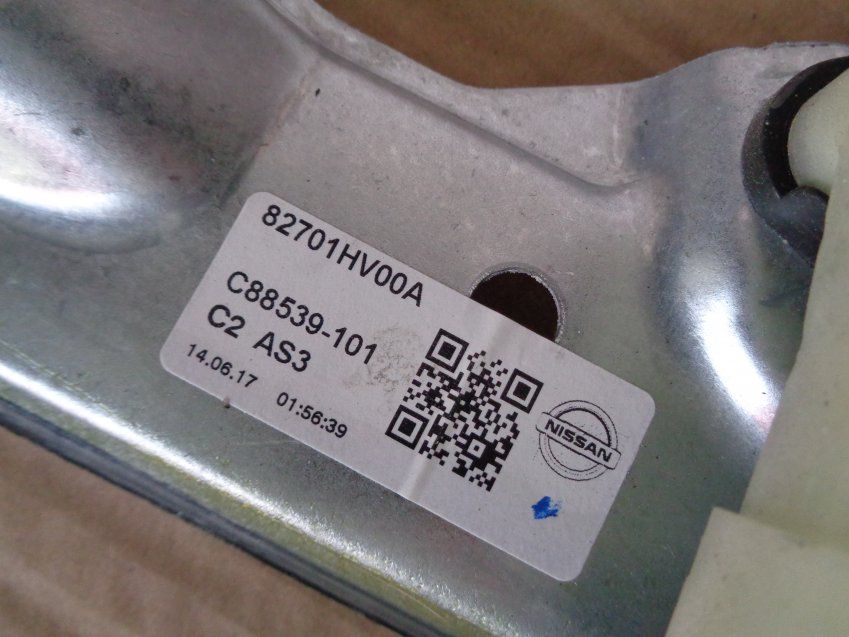 82701HV00A
C88539-101
C2 AS3
14.06.17 01:56:39
NISSAN